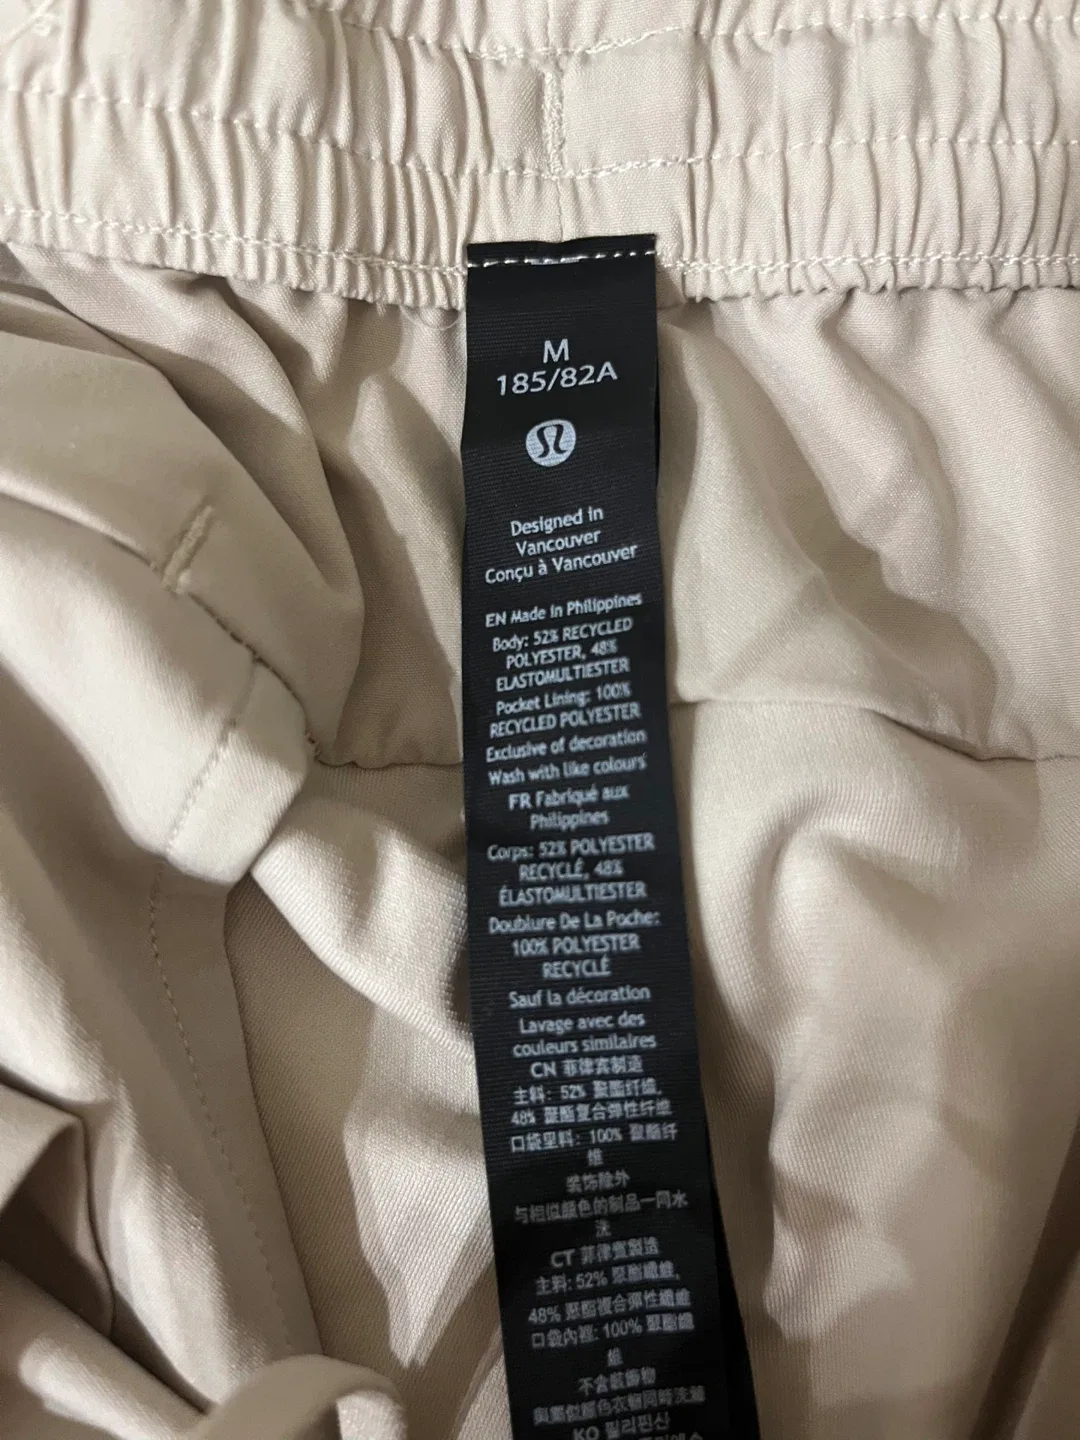 M
185/82A
Designed in
Vancouver
Conçu à Vancouver
EN Made in Philippines
Body: 52% RECYCLED
POLYESTER, 48%
ELASTOMULTIESTER
Pocket Lining: 100%
RECYCLED POLYESTER
Exclusive of decoration
Wash with like colours
FR Fabriqué aux
Philippines
Corps: 52% POLYESTER
RECYCLÉ, 48%
ÉLASTOMULTIESTER
Doublure De La Poche:
100% POLYESTER
RECYCLÉ
Sauf la décoration
Lavage avec des
couleurs similaires
CN 菲律宾制造
主料: 52% 聚酯纤维,
48% 聚酯复合弹性纤维
口袋里料: 100% 聚酯纤
维
装饰除外
与相似颜色的制品一同水
洗
CT 菲律賓製造
主料: 52% 聚酯纖維,
48% 聚酯複合彈性纖維
口袋內裡: 100% 聚酯纖
維
不含裝飾物
與類似顏色衣物同時洗滌
KO 필리핀산